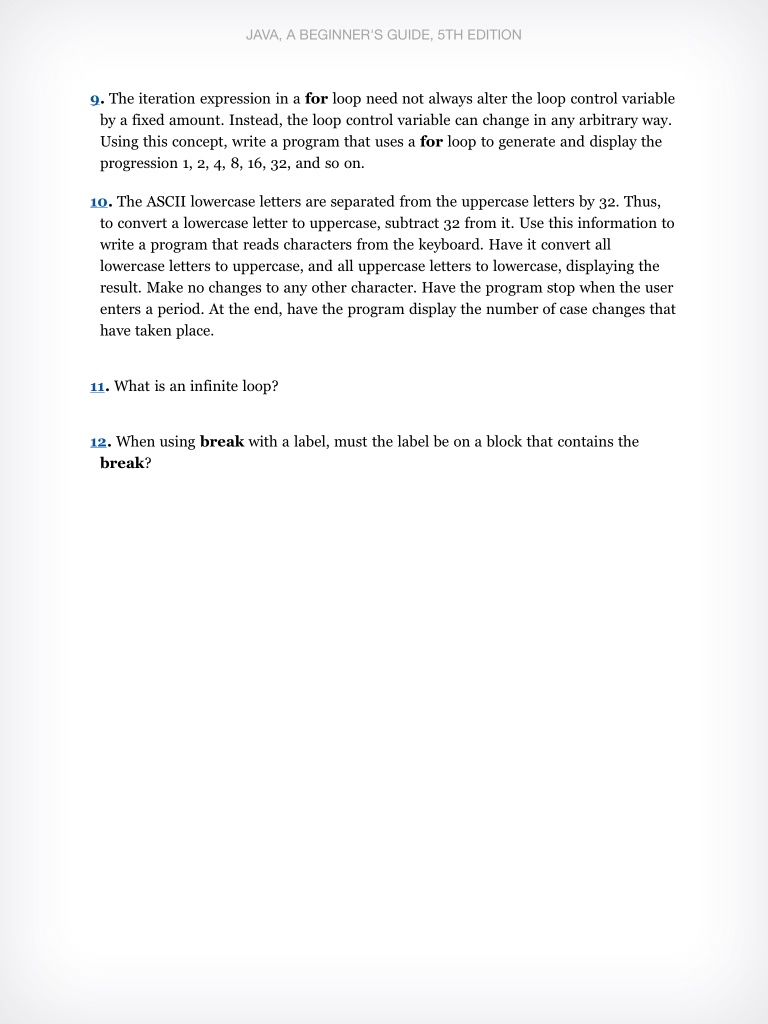 JAVA, A BEGINNER'S GUIDE, 5TH EDITION
9. The iteration expression in a for loop need not always alter the loop control variable
by a fixed amount. Instead, the loop control variable can change in any arbitrary way.
Using this concept, write a program that uses a for loop to generate and display the
progression 1, 2, 4, 8, 16, 32, and so on.
10. The ASCII lowercase letters are separated from the uppercase letters by 32. Thus,
to convert a lowercase letter to uppercase, subtract 32 from it. Use this information to
write a program that reads characters from the keyboard. Have it convert all
lowercase letters to uppercase, and all uppercase letters to lowercase, displaying the
result. Make no changes to any other character. Have the program stop when the user
enters a period. At the end, have the program display the number of case changes that
have taken place.
11. What is an infinite loop?
12. When using break with a label, must the label be on a block that contains the
break?